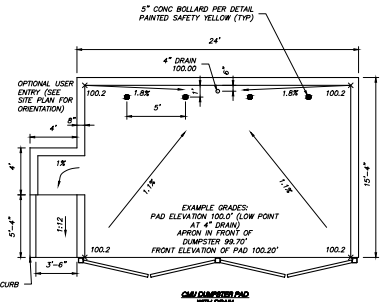 5" CONC BOLLARD PER DETAIL
PAINTED SAFETY YELLOW (TYP)
24'
4" DRAIN
100.00
6"
OPTIONAL USER
ENTRY (SEE
SITE PLAN FOR
ORIENTATION)
8"
100.2
1.8%
1'
1.8%
100.2
5'
4'
4'
1%
15'-4"
1.1%
1.1%
EXAMPLE GRADES:
PAD ELEVATION 100.0' (LOW POINT
AT 4" DRAIN)
APRON IN FRONT OF
DUMPSTER 99.70'
FRONT ELEVATION OF PAD 100.20'
5'-4"
1:12
100.2
100.2
3'-6"
CURB
CMU DUMPSTER PAD
WITH DRAIN